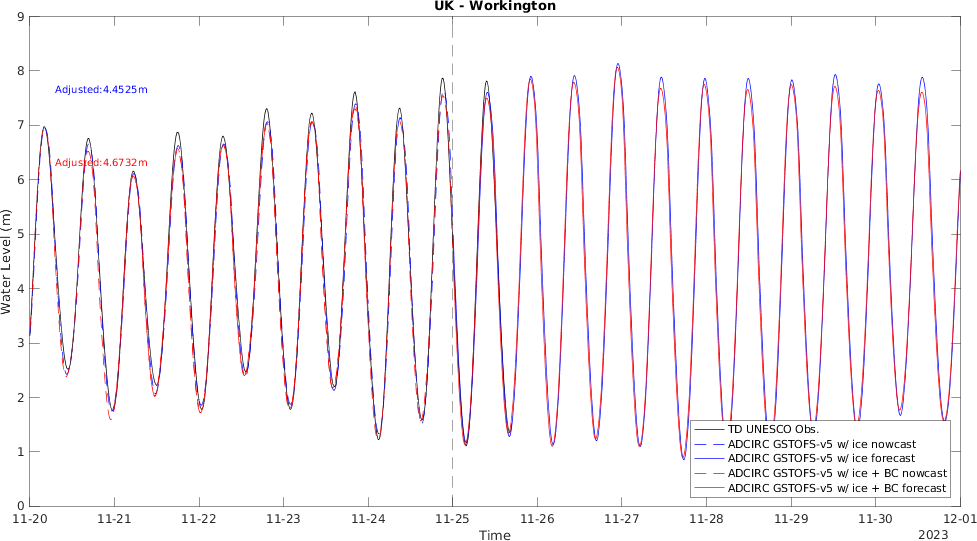 UK - Workington
9
8
7
6
5
4
3
2
1
0
Water Level (m)
Adjusted:4.4525m
Adjusted:4.6732m
TD UNESCO Obs.
ADCIRC GSTOFS-v5 w/ ice nowcast
ADCIRC GSTOFS-v5 w/ ice forecast
ADCIRC GSTOFS-v5 w/ ice + BC nowcast
ADCIRC GSTOFS-v5 w/ ice + BC forecast
11-20 11-21 11-22 11-23 11-24 11-25 11-26 11-27 11-28 11-29 11-30 12-01
Time
2023